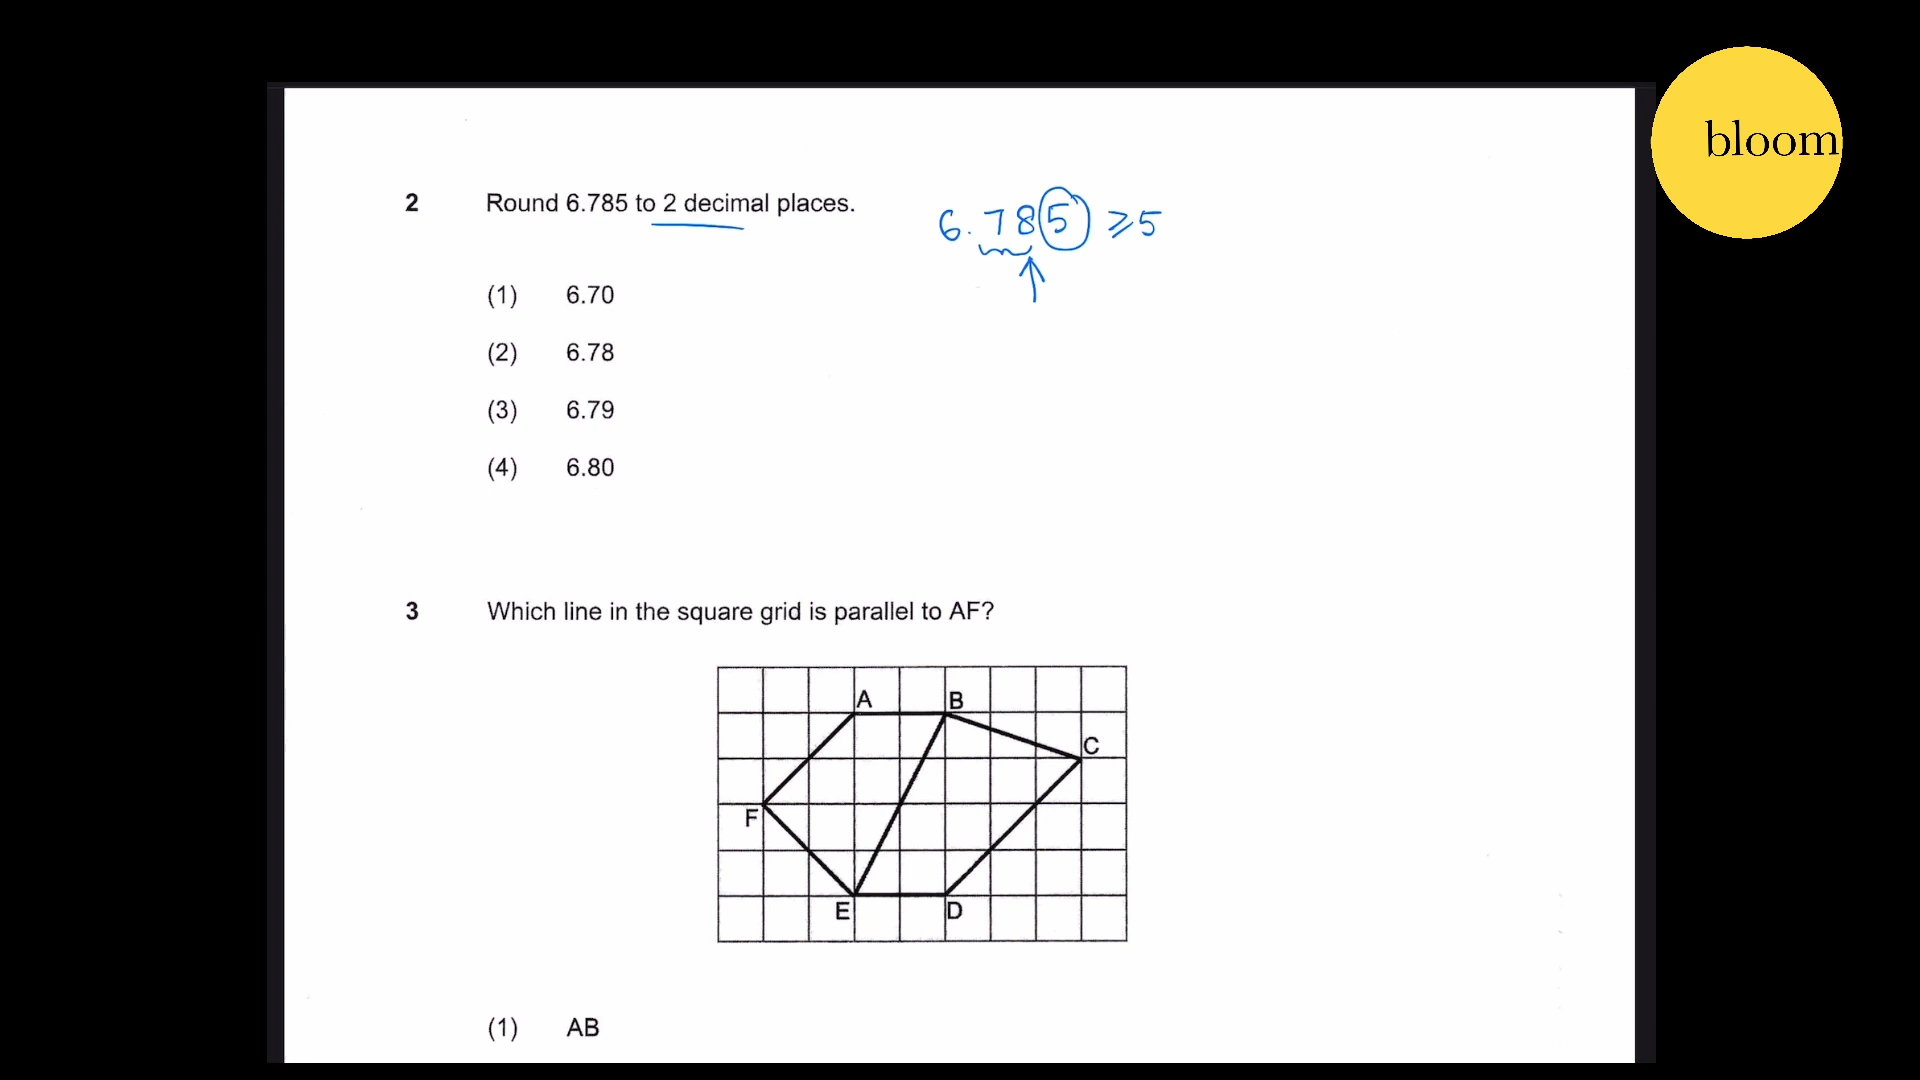 bloom
2 Round 6.785 to 2 decimal places.
6.785 ⩾5
(1) 6.70
(2) 6.78
(3) 6.79
(4) 6.80
3 Which line in the square grid is parallel to AF?
A
B
C
F
E
D
(1) AB